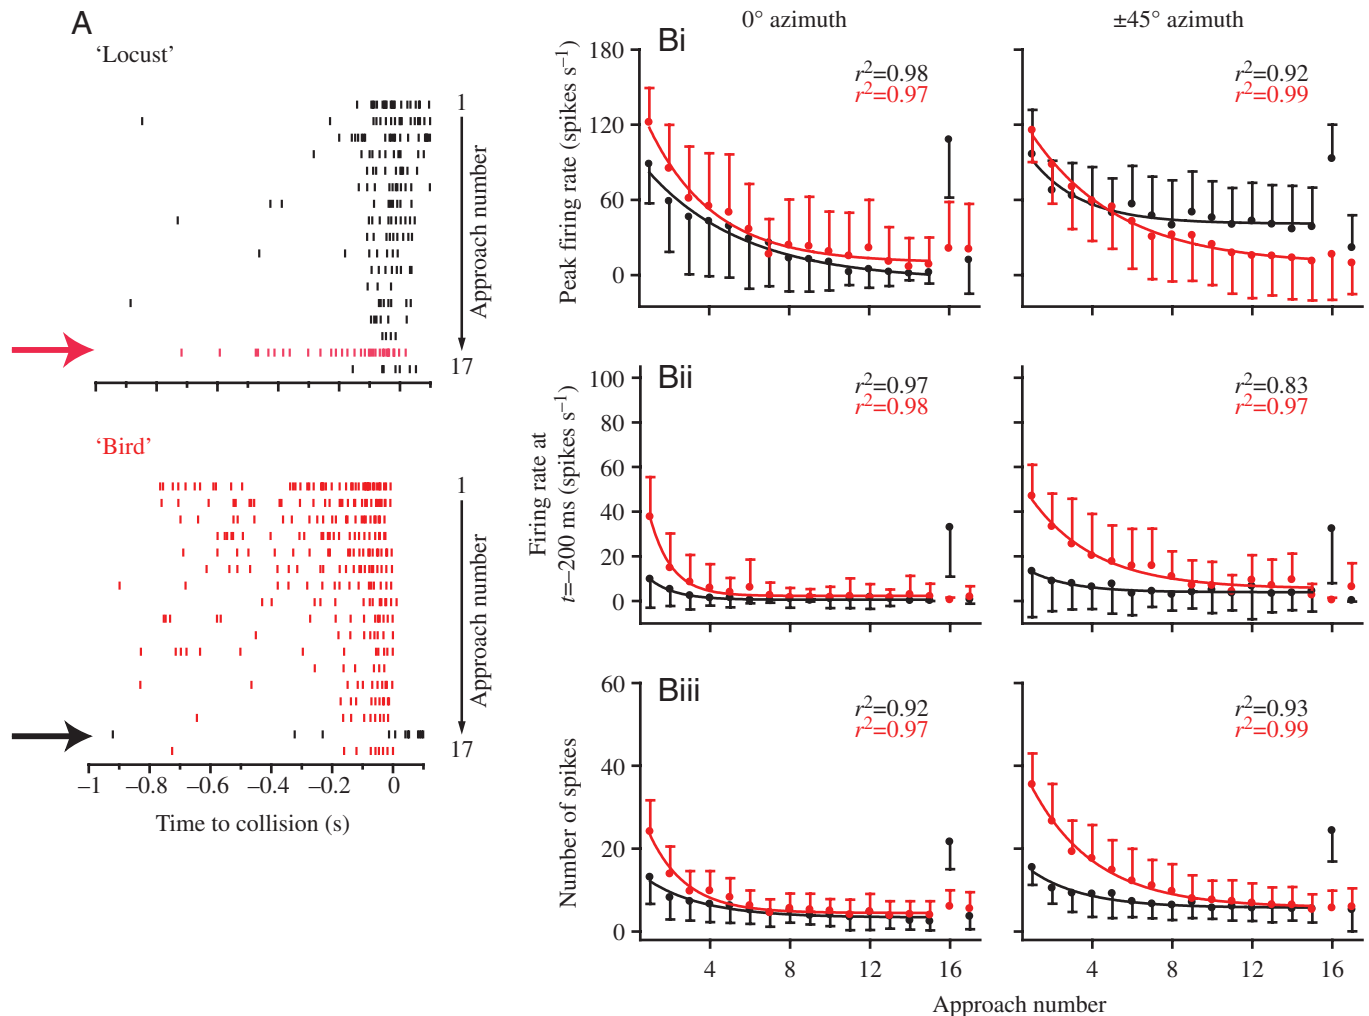 A
'Locust'
1
Approach number
17
'Bird'
1
Approach number
17
–1 –0.8 –0.6 –0.4 –0.2 0
Time to collision (s)
0° azimuth
±45° azimuth
Bi
Peak firing rate (spikes s–1)
180
120
60
0
r2=0.98
r2=0.97
r2=0.92
r2=0.99
Bii
Firing rate at
t=–200 ms (spikes s–1)
100
80
60
40
20
0
r2=0.97
r2=0.98
r2=0.83
r2=0.97
Biii
Number of spikes
60
40
20
0
r2=0.92
r2=0.97
r2=0.93
r2=0.99
4 8 12 16
4 8 12 16
Approach number